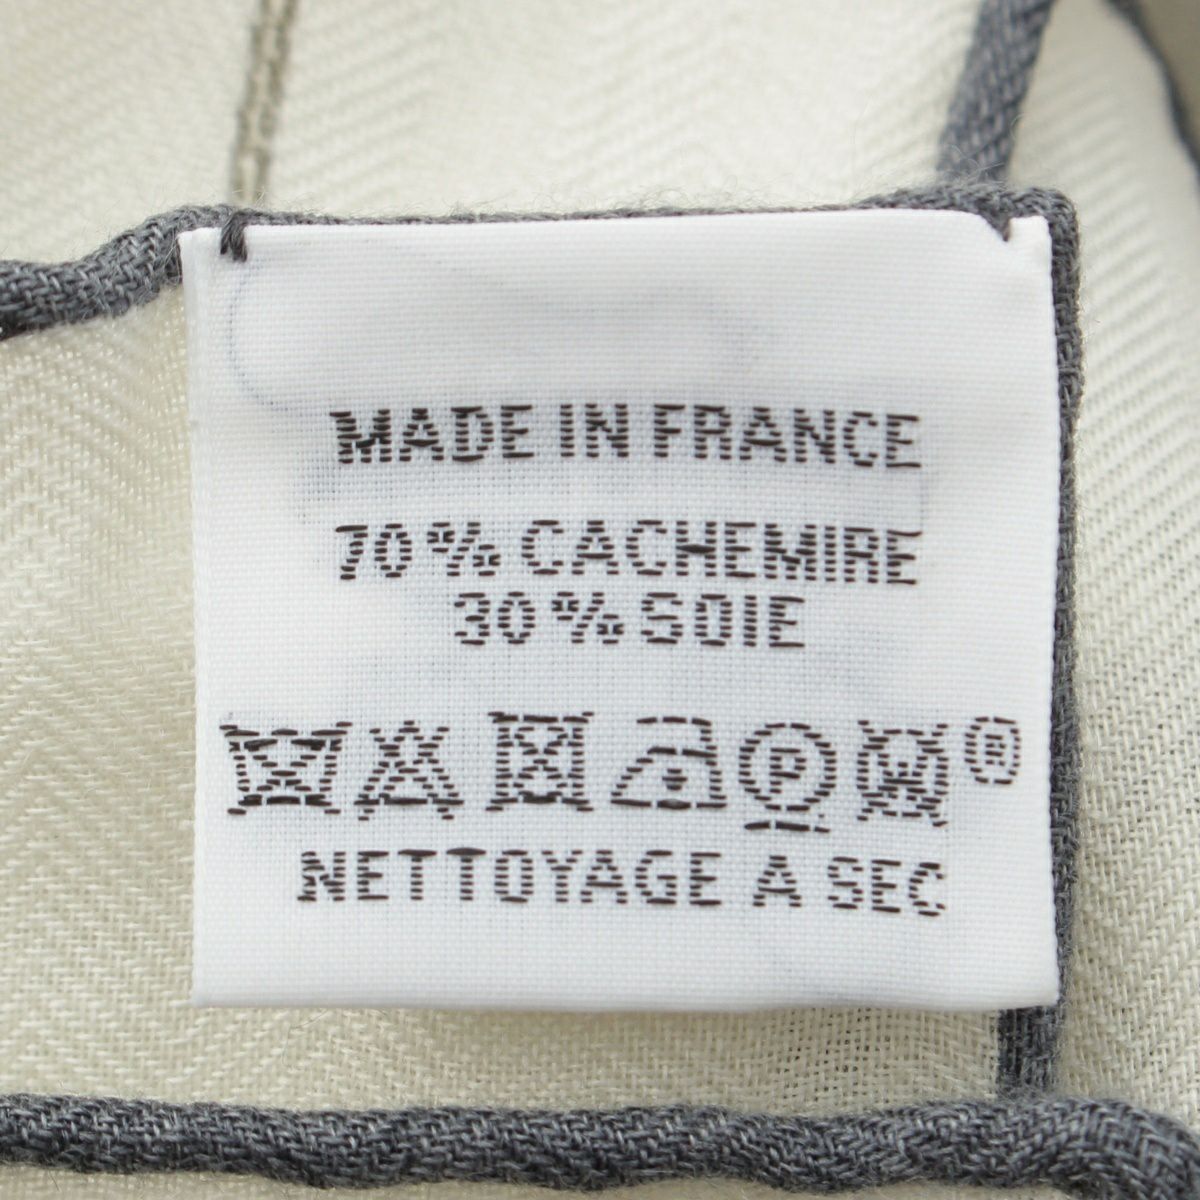 MADE IN FRANCE
70% CACHEMIRE
30% SOIE
P ®
NETTOYAGE A SEC